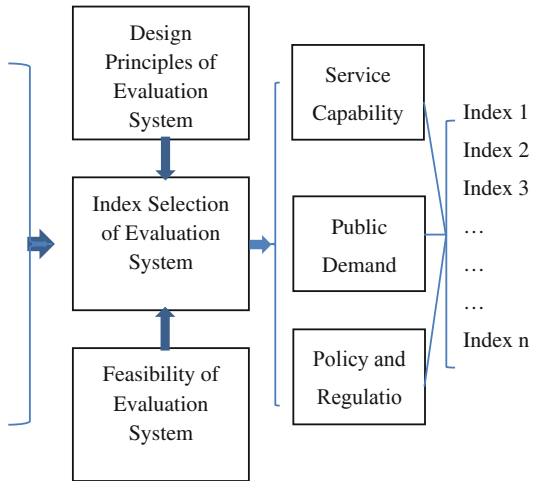 Design
Principles of
Evaluation
System
Index Selection
of Evaluation
System
Feasibility of
Evaluation
System
Service
Capability
Public
Demand
Policy and
Regulatio
Index 1
Index 2
Index 3
…
…
…
Index n